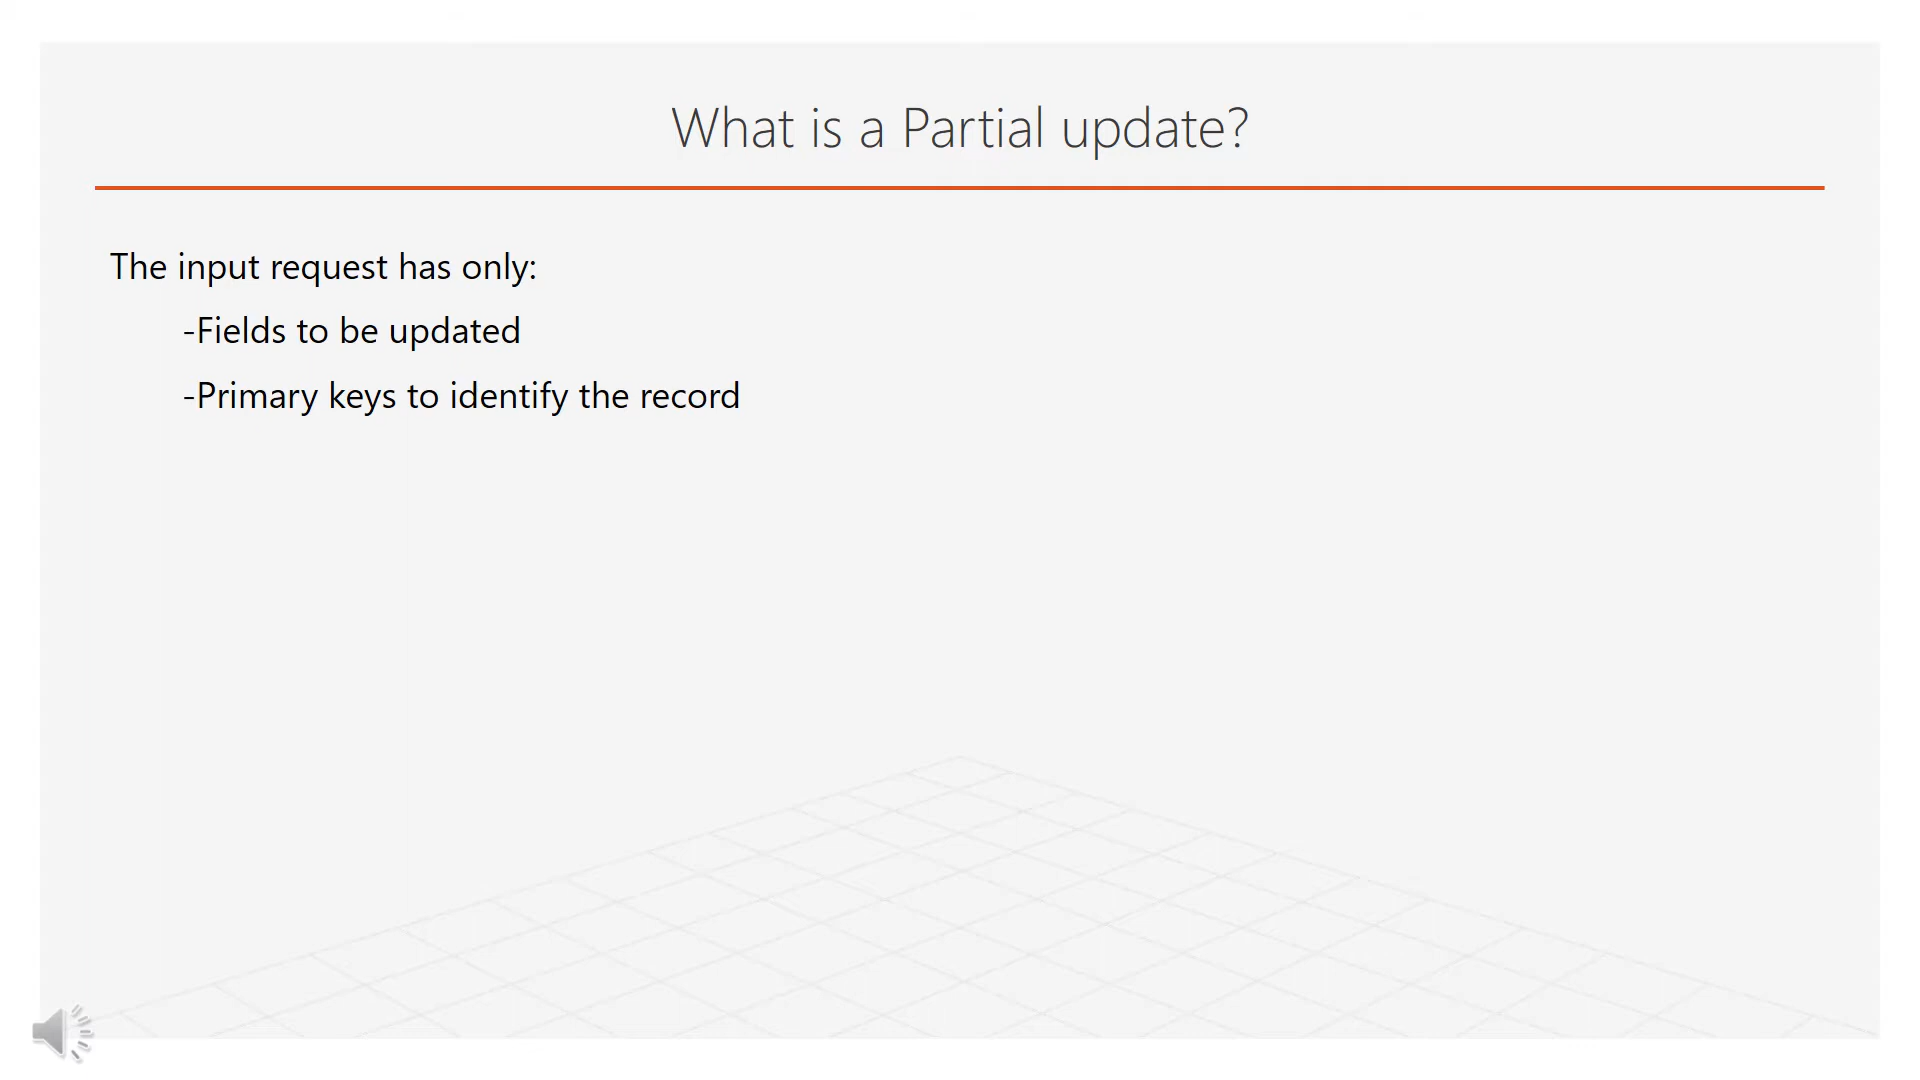 What is a Partial update?
The input request has only:
-Fields to be updated
-Primary keys to identify the record